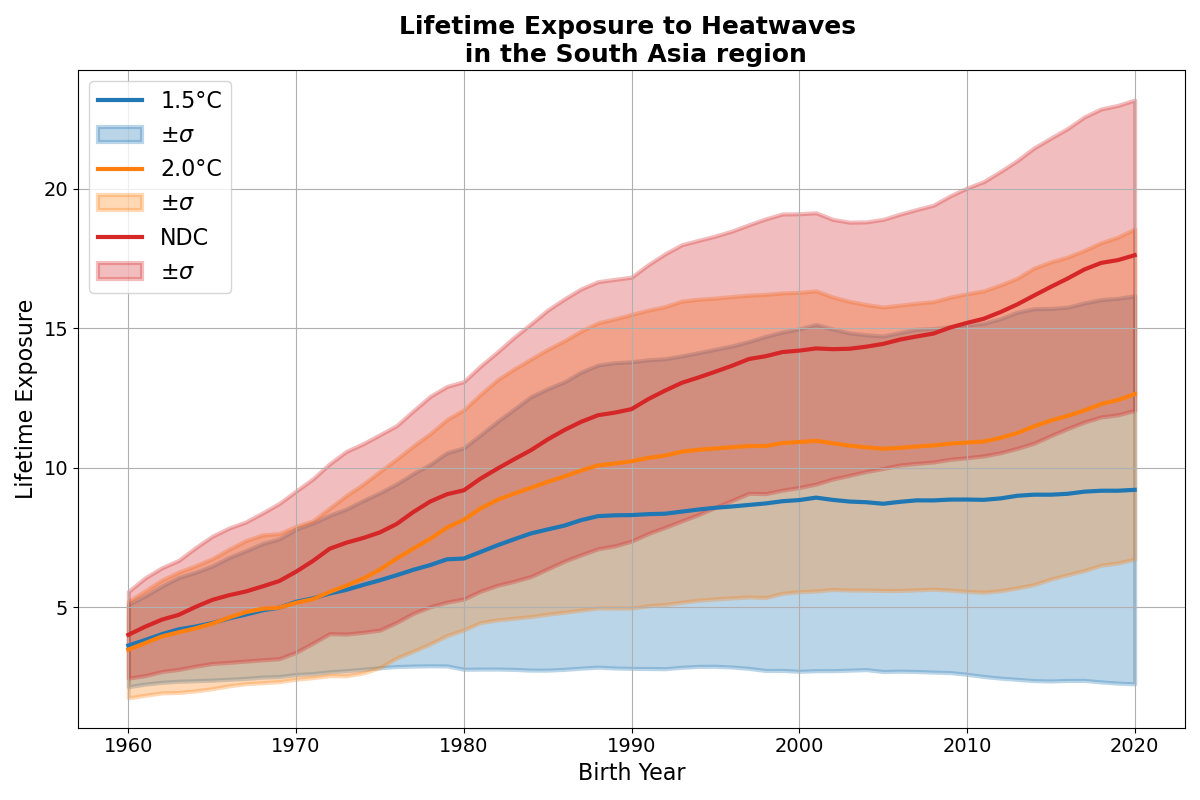 Lifetime Exposure to Heatwaves
in the South Asia region
1.5°C
±σ
2.0°C
±σ
NDC
±σ
Lifetime Exposure
20
15
10
5
1960
1970
1980
1990
2000
2010
2020
Birth Year